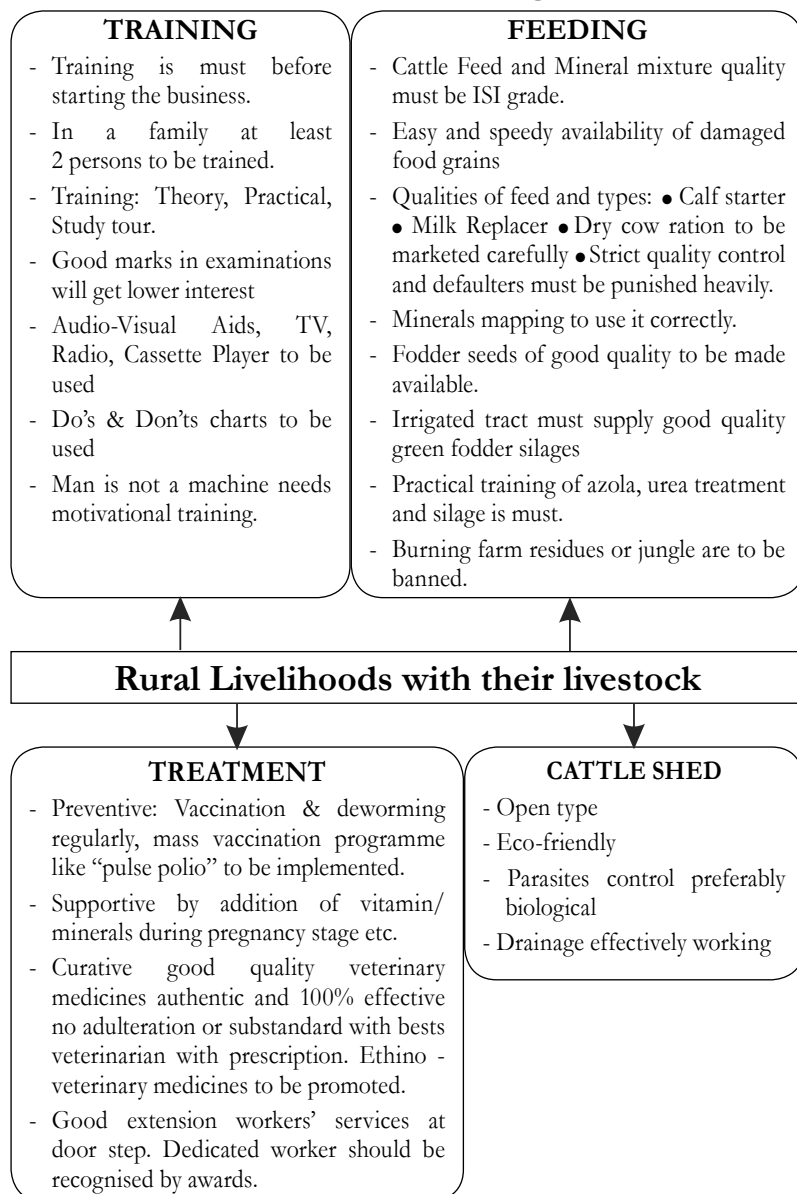 TRAINING
- Training is must before
starting the business.
- In a family at least
2 persons to be trained.
- Training: Theory, Practical,
Study tour.
- Good marks in examinations
will get lower interest
- Audio-Visual Aids, TV,
Radio, Cassette Player to be
used
- Do's & Don'ts charts to be
used
- Man is not a machine needs
motivational training.
FEEDING
- Cattle Feed and Mineral mixture quality
must be ISI grade.
- Easy and speedy availability of damaged
food grains
- Qualities of feed and types: ● Calf starter
● Milk Replacer ● Dry cow ration to be
marketed carefully ● Strict quality control
and defaulters must be punished heavily.
- Minerals mapping to use it correctly.
- Fodder seeds of good quality to be made
available.
- Irrigated tract must supply good quality
green fodder silages
- Practical training of azola, urea treatment
and silage is must.
- Burning farm residues or jungle are to be
banned.
Rural Livelihoods with their livestock
TREATMENT
- Preventive: Vaccination & deworming
regularly, mass vaccination programme
like “pulse polio” to be implemented.
- Supportive by addition of vitamin/
minerals during pregnancy stage etc.
- Curative good quality veterinary
medicines authentic and 100% effective
no adulteration or substandard with bests
veterinarian with prescription. Ethino -
veterinary medicines to be promoted.
- Good extension workers’ services at
door step. Dedicated worker should be
recognised by awards.
CATTLE SHED
- Open type
- Eco-friendly
- Parasites control preferably
biological
- Drainage effectively working